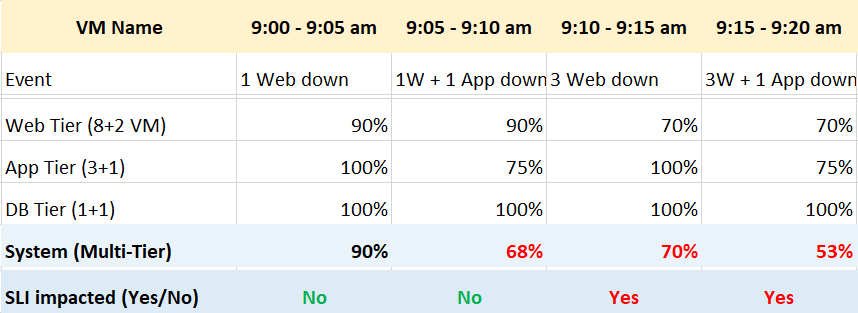 VM Name 9:00 - 9:05 am 9:05 - 9:10 am 9:10 - 9:15 am 9:15 - 9:20 am
Event 1 Web down 1W + 1 App down 3 Web down 3W + 1 App down
Web Tier (8+2 VM) 90% 90% 70% 70%
App Tier (3+1) 100% 75% 100% 75%
DB Tier (1+1) 100% 100% 100% 100%
System (Multi-Tier) 90% 68% 70% 53%
SLI impacted (Yes/No) No No Yes Yes